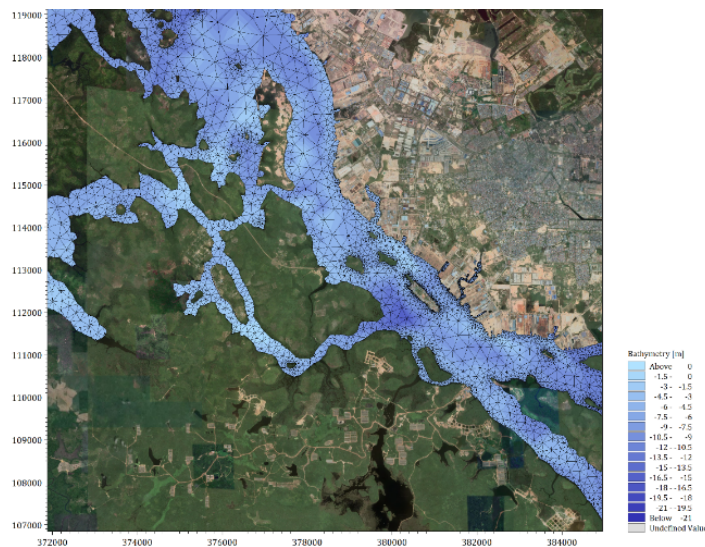 119000
118000
117000
116000
115000
114000
113000
112000
111000
110000
109000
108000
107000
372000 374000 376000 378000 380000 382000 384000
Bathymetry [m]
Above 0
-1.5 - 0
-3 - -1.5
-4.5 - -3
-6 - -4.5
-7.5 - -6
-9 - -7.5
-10.5 - -9
-12 - -10.5
-13.5 - -12
-15 - -13.5
-16.5 - -15
-18 - -16.5
-19.5 - -18
-21 - -19.5
Below -21
Undefined Value